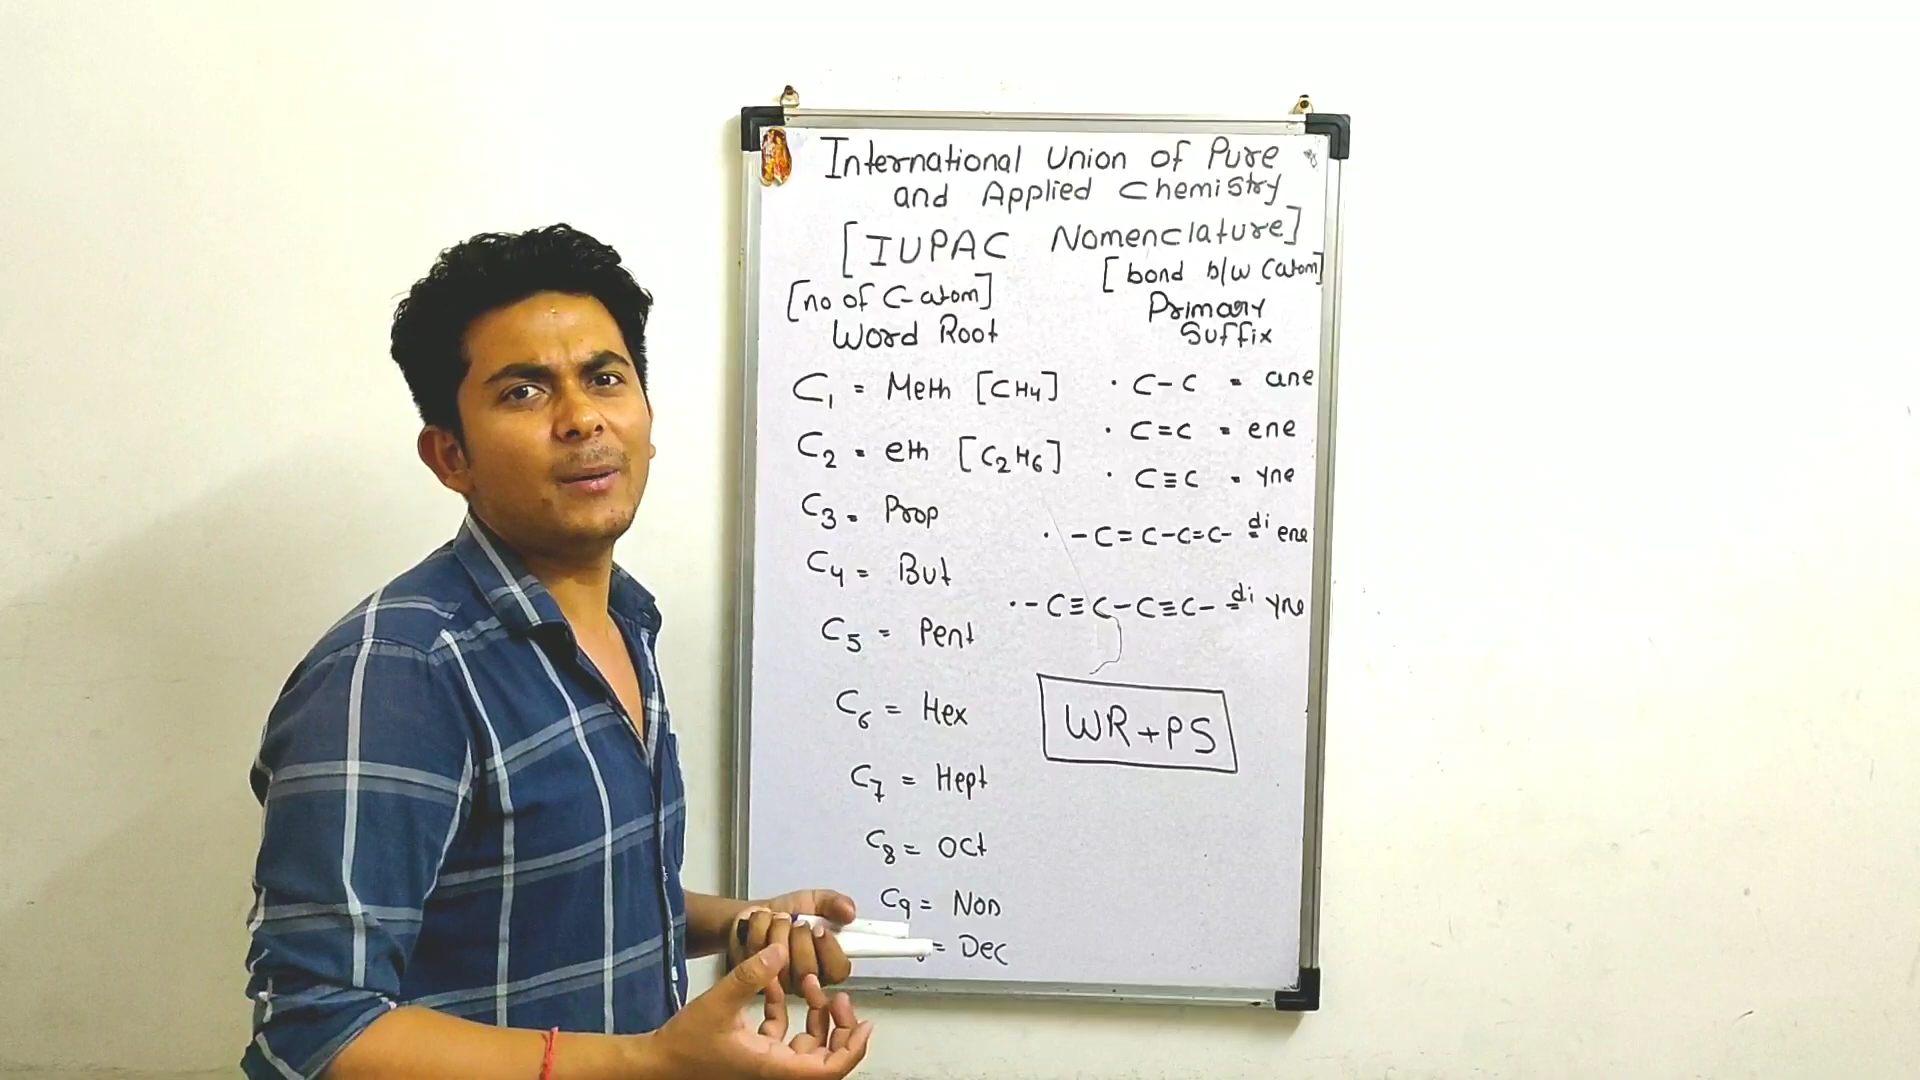 International Union of Pure
and Applied Chemistry
[IUPAC Nomenclature]
[no of C-atom]
Word Root
C₁ = Meth [CH₄]
C₂ = eth [C₂H₆]
C₃ = Prop
C₄ = But
C₅ = Pent
C₆ = Hex
C₇ = Hept
C₈ = Oct
C₉ = Non
= Dec
[bond b/w C atom]
Primary
Suffix
· C-C = ane
· C=C = ene
· C≡C = yne
· -C=C-C=C- = di ene
· -C≡C-C≡C- = di yne
WR+PS